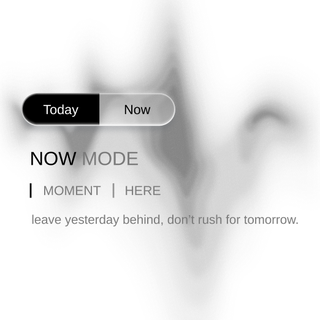 Today Now
NOW MODE
| MOMENT | HERE
leave yesterday behind, don't rush for tomorrow.